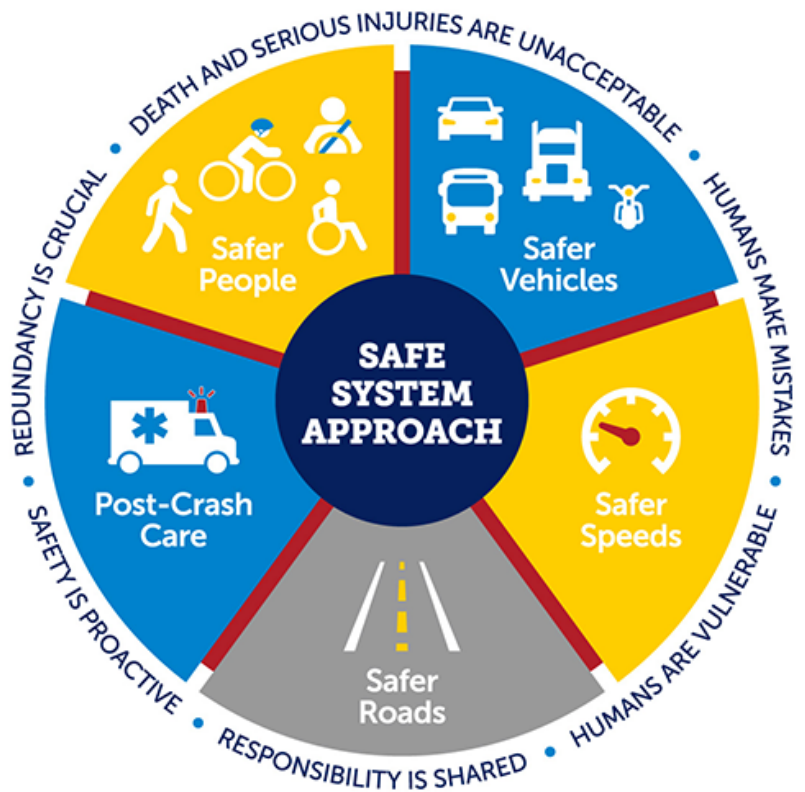 DEATH AND SERIOUS INJURIES ARE UNACCEPTABLE
HUMANS MAKE MISTAKES
HUMANS ARE VULNERABLE
RESPONSIBILITY IS SHARED
SAFETY IS PROACTIVE
REDUNDANCY IS CRUCIAL
Safer
People
Safer
Vehicles
SAFE
SYSTEM
APPROACH
Post-Crash
Care
Safer
Speeds
Safer
Roads